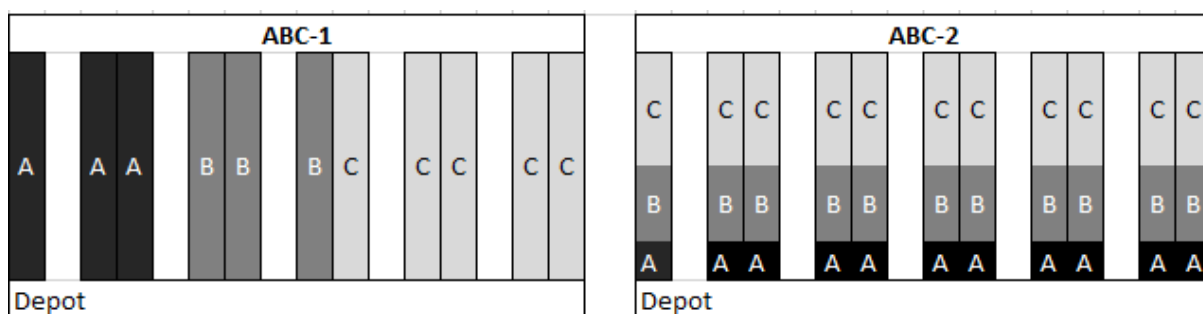 ABC-1
A A A B B B C C C C C
Depot
ABC-2
C C C C C C C C C C C
B B B B B B B B B B B
A A A A A A A A A A A
Depot